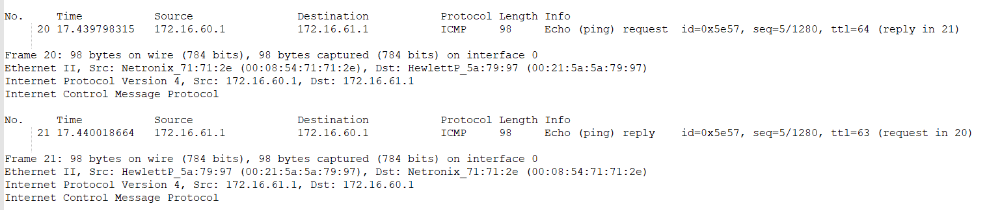 No. Time Source Destination Protocol Length Info
20 17.439798315 172.16.60.1 172.16.61.1 ICMP 98 Echo (ping) request id=0x5e57, seq=5/1280, ttl=64 (reply in 21)
Frame 20: 98 bytes on wire (784 bits), 98 bytes captured (784 bits) on interface 0
Ethernet II, Src: Netronix_71:71:2e (00:08:54:71:71:2e), Dst: HewlettP_5a:79:97 (00:21:5a:5a:79:97)
Internet Protocol Version 4, Src: 172.16.60.1, Dst: 172.16.61.1
Internet Control Message Protocol
No. Time Source Destination Protocol Length Info
21 17.440018664 172.16.61.1 172.16.60.1 ICMP 98 Echo (ping) reply id=0x5e57, seq=5/1280, ttl=63 (request in 20)
Frame 21: 98 bytes on wire (784 bits), 98 bytes captured (784 bits) on interface 0
Ethernet II, Src: HewlettP_5a:79:97 (00:21:5a:5a:79:97), Dst: Netronix_71:71:2e (00:08:54:71:71:2e)
Internet Protocol Version 4, Src: 172.16.61.1, Dst: 172.16.60.1
Internet Control Message Protocol